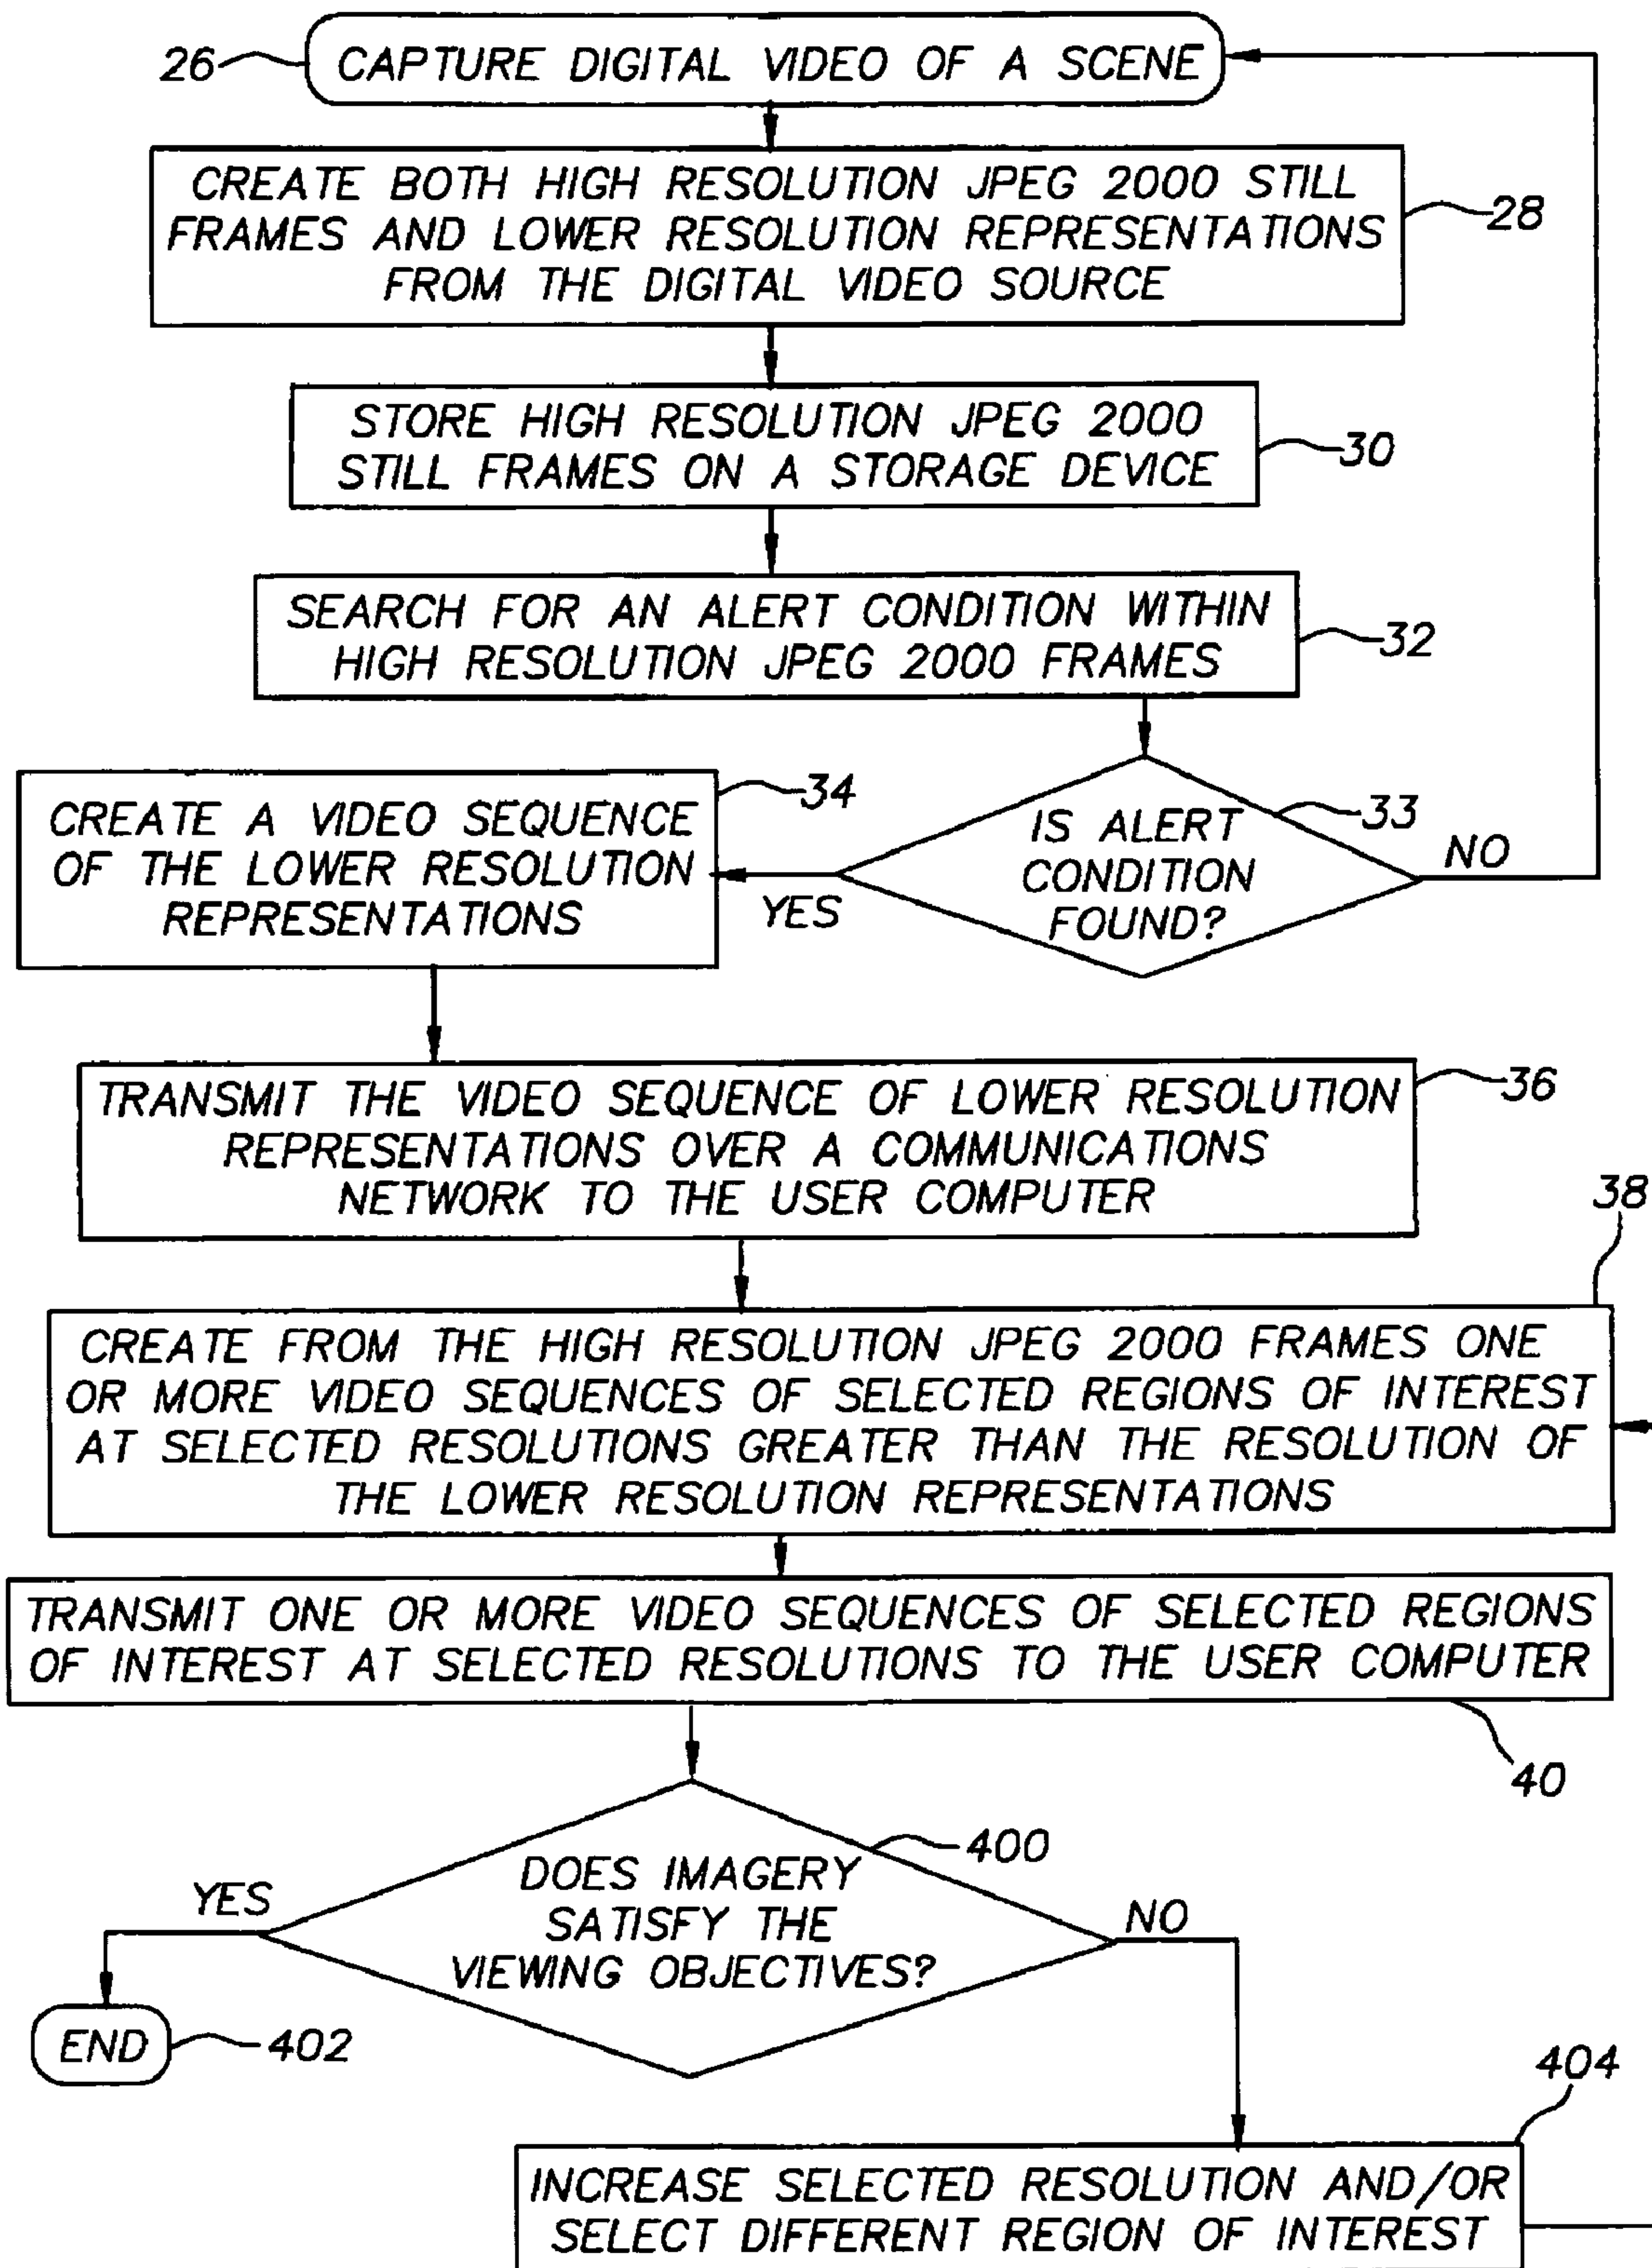 26
CAPTURE DIGITAL VIDEO OF A SCENE
CREATE BOTH HIGH RESOLUTION JPEG 2000 STILL
FRAMES AND LOWER RESOLUTION REPRESENTATIONS
FROM THE DIGITAL VIDEO SOURCE
28
STORE HIGH RESOLUTION JPEG 2000
STILL FRAMES ON A STORAGE DEVICE
30
SEARCH FOR AN ALERT CONDITION WITHIN
HIGH RESOLUTION JPEG 2000 FRAMES
32
IS ALERT
CONDITION
FOUND?
33
NO
YES
CREATE A VIDEO SEQUENCE
OF THE LOWER RESOLUTION
REPRESENTATIONS
34
TRANSMIT THE VIDEO SEQUENCE OF LOWER RESOLUTION
REPRESENTATIONS OVER A COMMUNICATIONS
NETWORK TO THE USER COMPUTER
36
38
CREATE FROM THE HIGH RESOLUTION JPEG 2000 FRAMES ONE
OR MORE VIDEO SEQUENCES OF SELECTED REGIONS OF INTEREST
AT SELECTED RESOLUTIONS GREATER THAN THE RESOLUTION OF
THE LOWER RESOLUTION REPRESENTATIONS
TRANSMIT ONE OR MORE VIDEO SEQUENCES OF SELECTED REGIONS
OF INTEREST AT SELECTED RESOLUTIONS TO THE USER COMPUTER
40
DOES IMAGERY
SATISFY THE
VIEWING OBJECTIVES?
400
YES
NO
END
402
404
INCREASE SELECTED RESOLUTION AND/OR
SELECT DIFFERENT REGION OF INTEREST